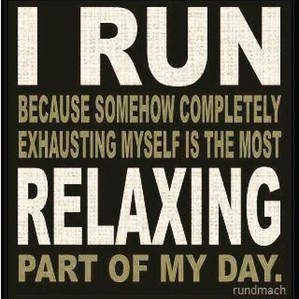 I RUN
BECAUSE SOMEHOW COMPLETELY
EXHAUSTING MYSELF IS THE MOST
RELAXING
PART OF MY DAY.
rundmach